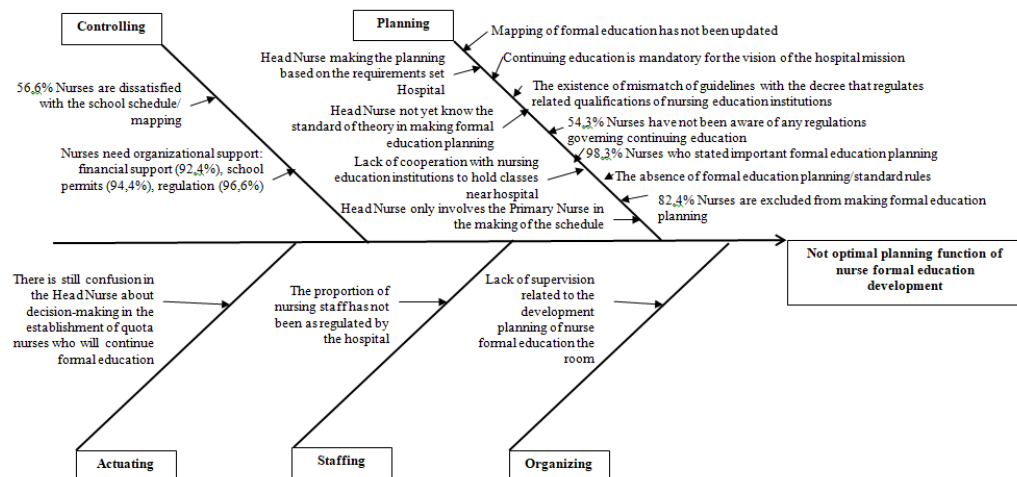 Controlling
Planning
56,6% Nurses are dissatisfied
with the school schedule/
mapping
Nurses need organizational support:
financial support (92,4%), school
permits (94,4%), regulation (96,6%)
Head Nurse making the planning
based on the requirements set
Hospital
Head Nurse not yet know the
standard of theory in making formal
education planning
Lack of cooperation with nursing
education institutions to hold classes
near hospital
Head Nurse only involves the Primary Nurse in
the making of the schedule
Mapping of formal education has not been updated
Continuing education is mandatory for the vision of the hospital mission
The existence of mismatch of guidelines with the decree that regulates
related qualifications of nursing education institutions
54,3% Nurses have not been aware of any regulations
governing continuing education
98,3% Nurses who stated important formal education planning
The absence of formal education planning/standard rules
82,4% Nurses are excluded from making formal education
planning
Not optimal planning function of
nurse formal education
development
There is still confusion in
the Head Nurse about
decision-making in the
establishment of quota
nurses who will continue
formal education
The proportion of
nursing staff has not
been as regulated by
the hospital
Lack of supervision
related to the
development
planning of nurse
formal education the
room
Actuating
Staffing
Organizing